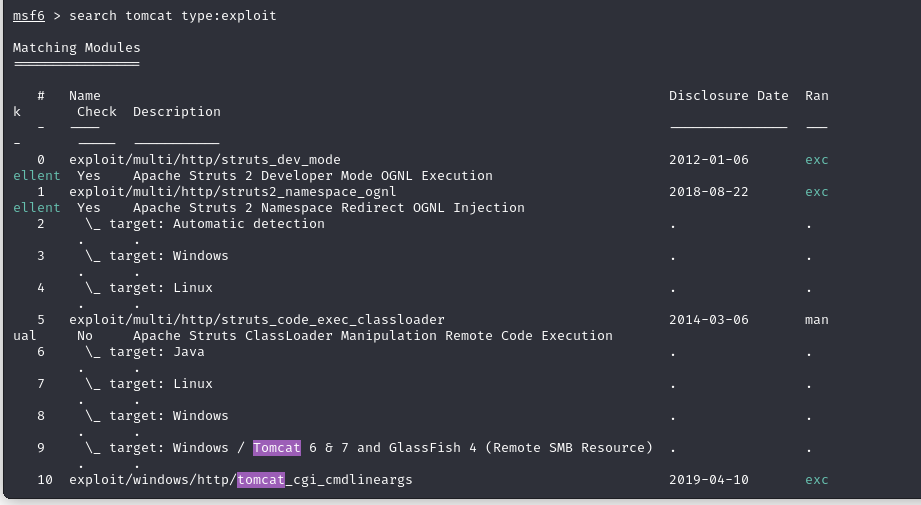 msf6 > search tomcat type:exploit
Matching Modules
================
# Name Disclosure Date Ran
k Check Description
- ---- --------------- ---
- ----- -----------
0 exploit/multi/http/struts_dev_mode 2012-01-06 exc
ellent Yes Apache Struts 2 Developer Mode OGNL Execution
1 exploit/multi/http/struts2_namespace_ognl 2018-08-22 exc
ellent Yes Apache Struts 2 Namespace Redirect OGNL Injection
2 \_ target: Automatic detection . .
. .
3 \_ target: Windows . .
. .
4 \_ target: Linux . .
. .
5 exploit/multi/http/struts_code_exec_classloader 2014-03-06 man
ual No Apache Struts ClassLoader Manipulation Remote Code Execution
6 \_ target: Java . .
. .
7 \_ target: Linux . .
. .
8 \_ target: Windows . .
. .
9 \_ target: Windows / Tomcat 6 & 7 and GlassFish 4 (Remote SMB Resource) . .
. .
10 exploit/windows/http/tomcat_cgi_cmdlineargs 2019-04-10 exc